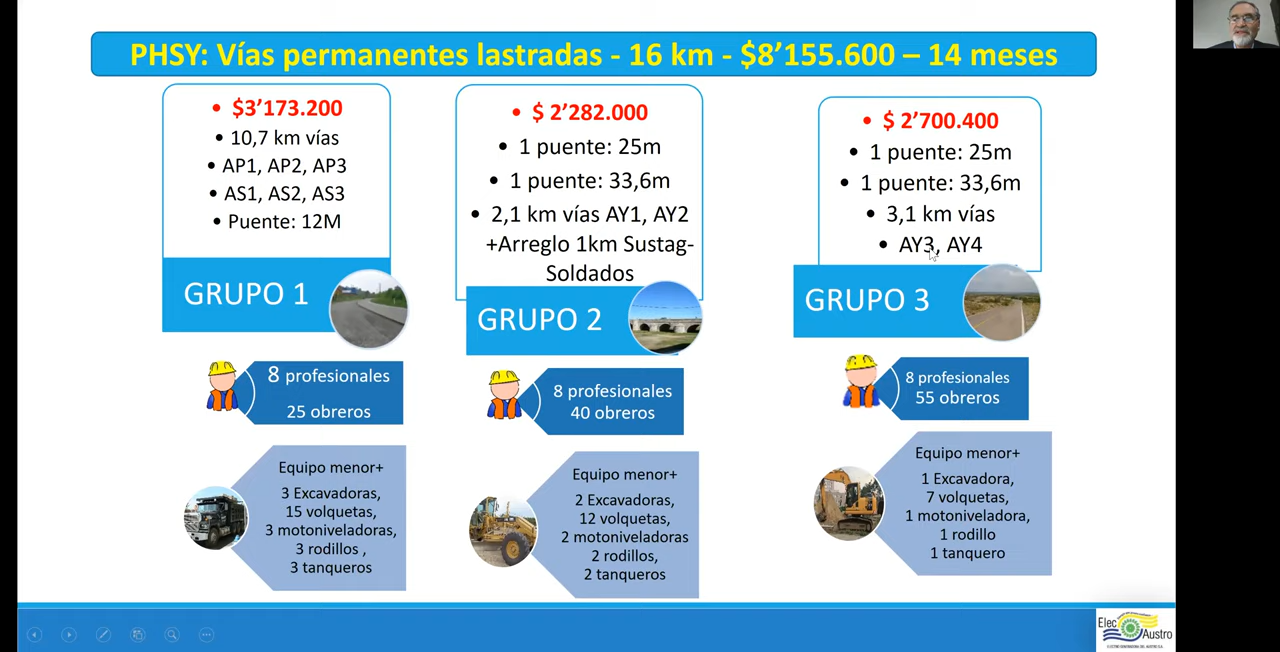 PHSY: Vías permanentes lastradas - 16 km - $8’155.600 – 14 meses
• $3’173.200
• 10,7 km vías
• AP1, AP2, AP3
• AS1, AS2, AS3
• Puente: 12M
GRUPO 1
8 profesionales
25 obreros
Equipo menor+
3 Excavadoras,
15 volquetas,
3 motoniveladoras,
3 rodillos ,
3 tanqueros
• $ 2’282.000
• 1 puente: 25m
• 1 puente: 33,6m
• 2,1 km vías AY1, AY2
+Arreglo 1km Sustag-
Soldados
GRUPO 2
8 profesionales
40 obreros
Equipo menor+
2 Excavadoras,
12 volquetas,
2 motoniveladoras
2 rodillos,
2 tanqueros
• $ 2’700.400
• 1 puente: 25m
• 1 puente: 33,6m
• 3,1 km vías
• AY3, AY4
GRUPO 3
8 profesionales
55 obreros
Equipo menor+
1 Excavadora,
7 volquetas,
1 motoniveladora,
1 rodillo
1 tanquero
Elec
Austro